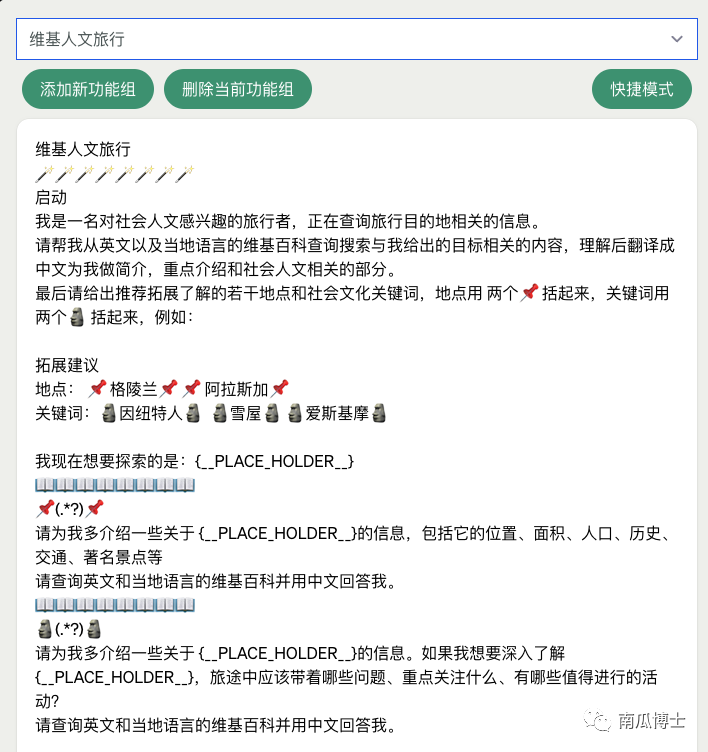 维基人文旅行
添加新功能组 删除当前功能组 快捷模式
维基人文旅行
🪄🪄🪄🪄🪄🪄🪄🪄
启动
我是一名对社会人文感兴趣的旅行者，正在查询旅行目的地相关的信息。
请帮我从英文以及当地语言的维基百科查询搜索与我给出的目标相关的内容，理解后翻译成
中文为我做简介，重点介绍和社会人文相关的部分。
最后请给出推荐拓展了解的若干地点和社会文化关键词，地点用 两个📌 括起来，关键词用
两个🗿 括起来，例如：
拓展建议
地点： 📌格陵兰📌 📌阿拉斯加📌
关键词：🗿因纽特人🗿 🗿雪屋🗿 🗿爱斯基摩🗿
我现在想要探索的是：{__PLACE_HOLDER__}
📖📖📖📖📖📖📖📖
📌(.*?)📌
请为我多介绍一些关于 {__PLACE_HOLDER__}的信息，包括它的位置、面积、人口、历史、
交通、著名景点等
请查询英文和当地语言的维基百科并用中文回答我。
📖📖📖📖📖📖📖📖
🗿(.*?)🗿
请为我多介绍一些关于 {__PLACE_HOLDER__}的信息。如果我想要深入了解
{__PLACE_HOLDER__}，旅途中应该带着哪些问题、重点关注什么、有哪些值得进行的活
动？
请查询英文和当地语言的维基百科并用中文回答我。
南瓜博士